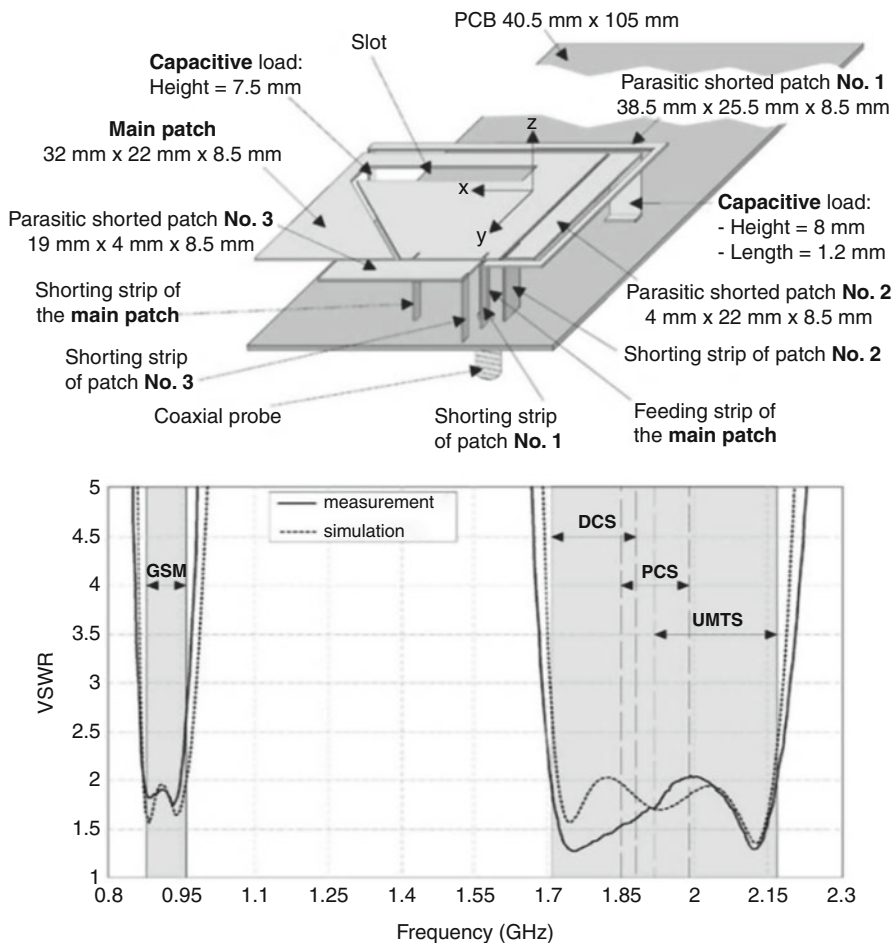 PCB 40.5 mm x 105 mm
Slot
Capacitive load:
Height = 7.5 mm
Parasitic shorted patch No. 1
38.5 mm x 25.5 mm x 8.5 mm
Main patch
32 mm x 22 mm x 8.5 mm
z
x
y
Capacitive load:
- Height = 8 mm
- Length = 1.2 mm
Parasitic shorted patch No. 3
19 mm x 4 mm x 8.5 mm
Shorting strip of
the main patch
Parasitic shorted patch No. 2
4 mm x 22 mm x 8.5 mm
Shorting strip
of patch No. 3
Shorting strip of patch No. 2
Coaxial probe
Shorting strip
of patch No. 1
Feeding strip of
the main patch
5
4.5
4
3.5
3
2.5
2
1.5
1
VSWR
measurement
simulation
GSM
DCS
PCS
UMTS
0.8 0.95 1.1 1.25 1.4 1.55 1.7 1.85 2 2.15 2.3
Frequency (GHz)